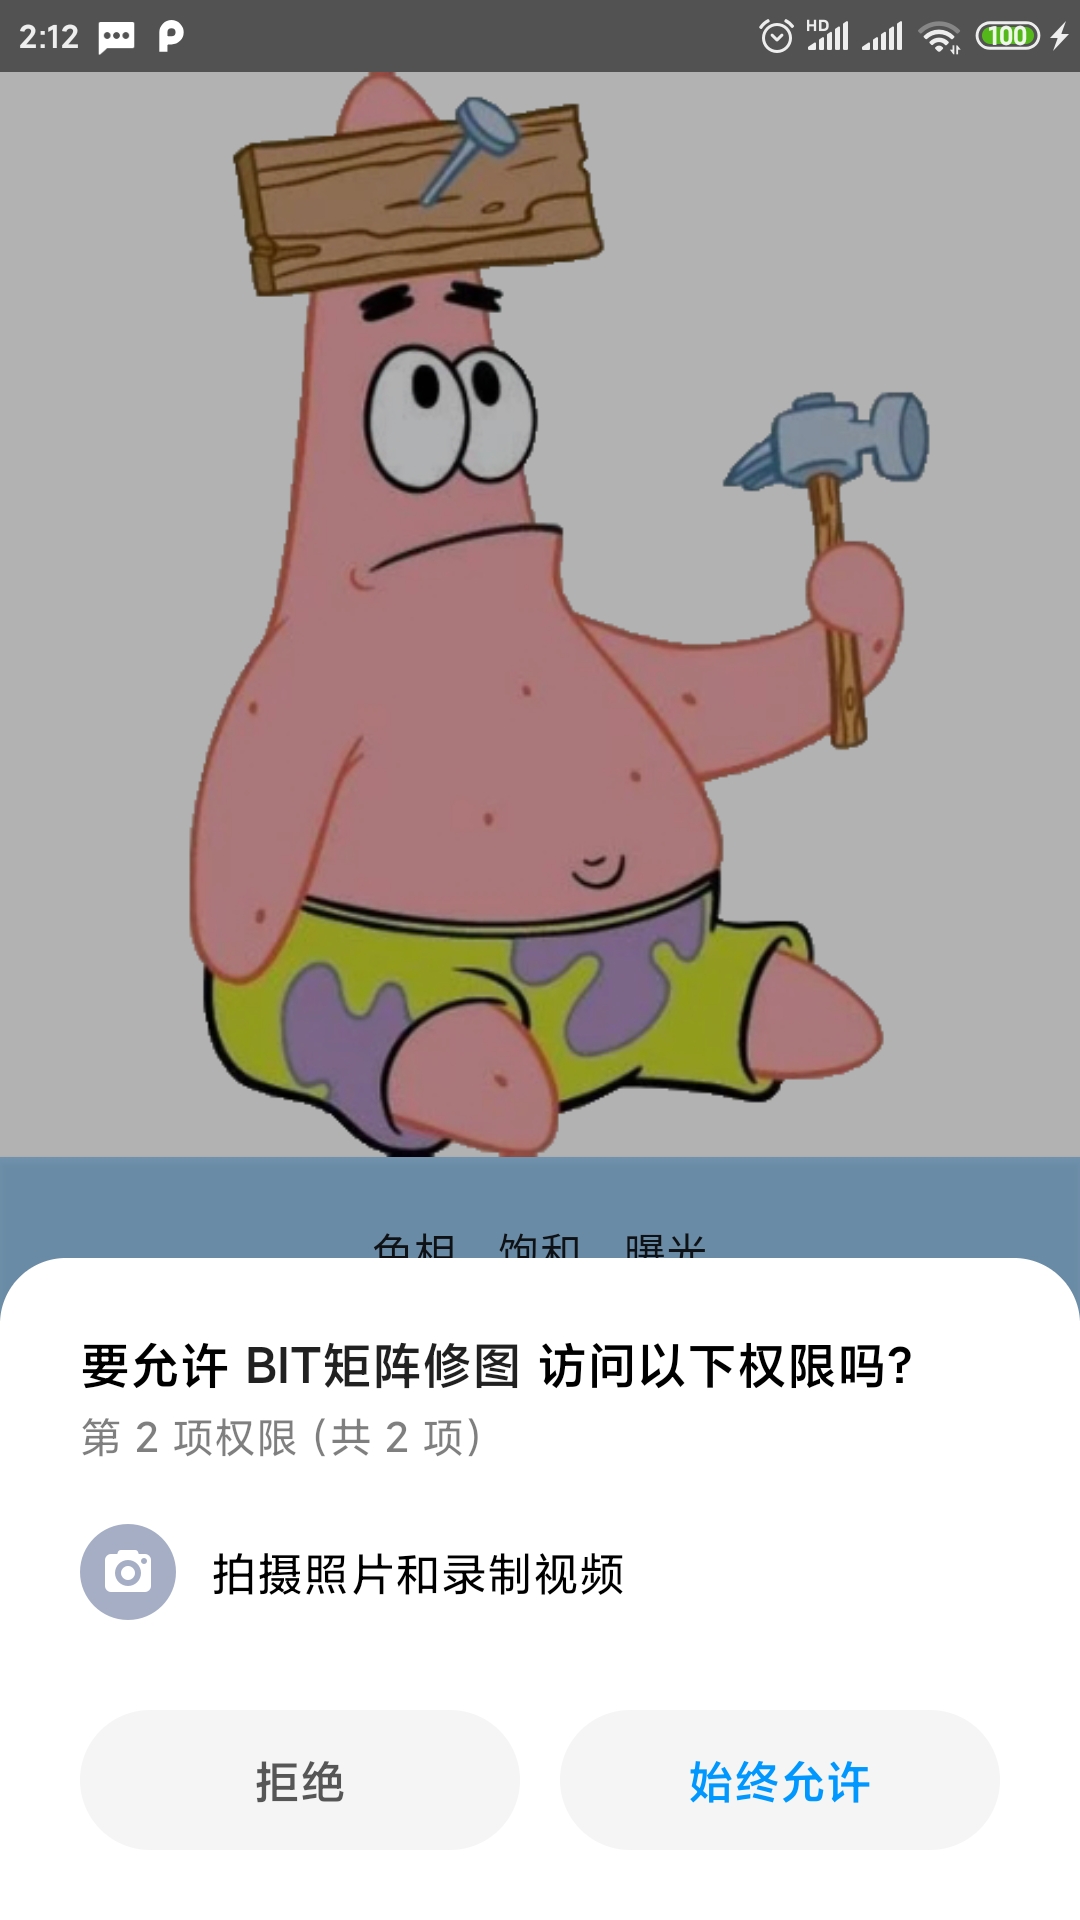 2:12
HD
100
色相 饱和 曝光
要允许 BIT矩阵修图 访问以下权限吗?
第 2 项权限 (共 2 项)
拍摄照片和录制视频
拒绝
始终允许